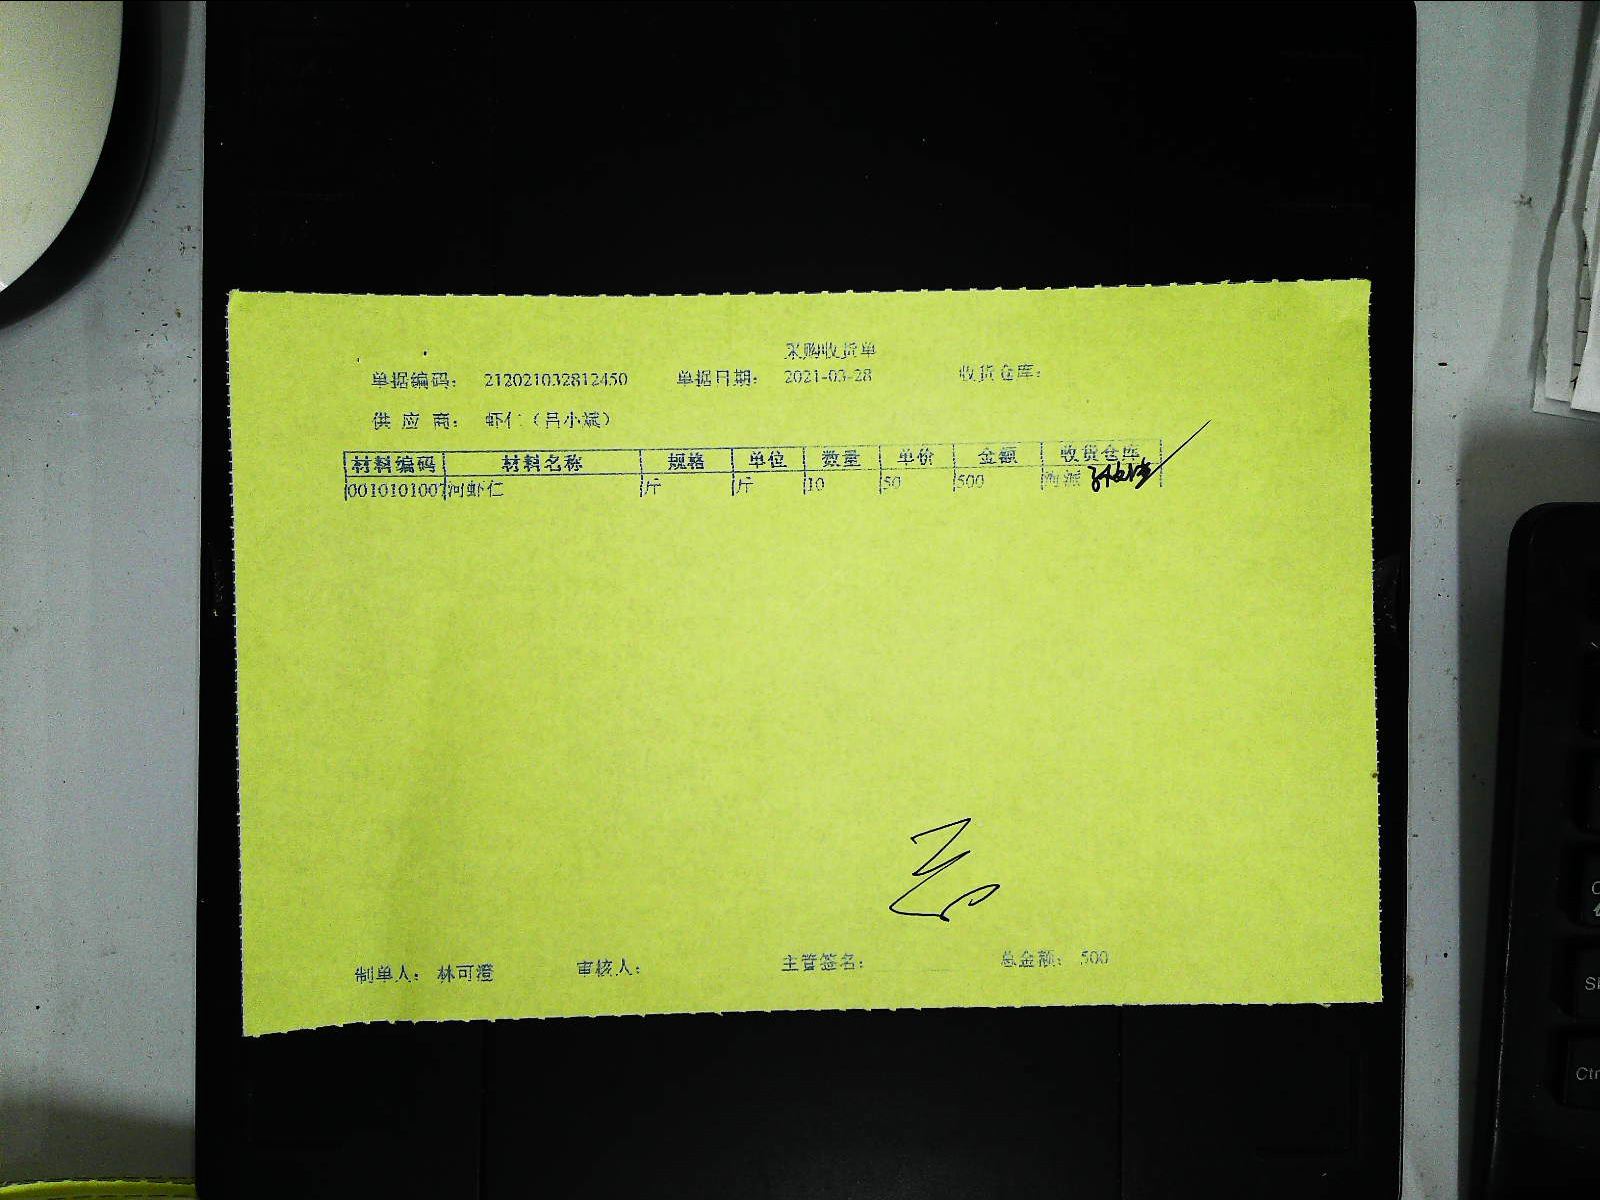 采购收货单
单据编码： 212021032812450 单据日期： 2021-03-28 收货仓库：
供应商： 虾仁（吕小斌）
材料编码 材料名称 规格 单位 数量 单价 金额 收货仓库
0010101007 河虾仁 斤 斤 10 50 500 海派
制单人： 林可澄 审核人： 主管签名： 总金额： 500